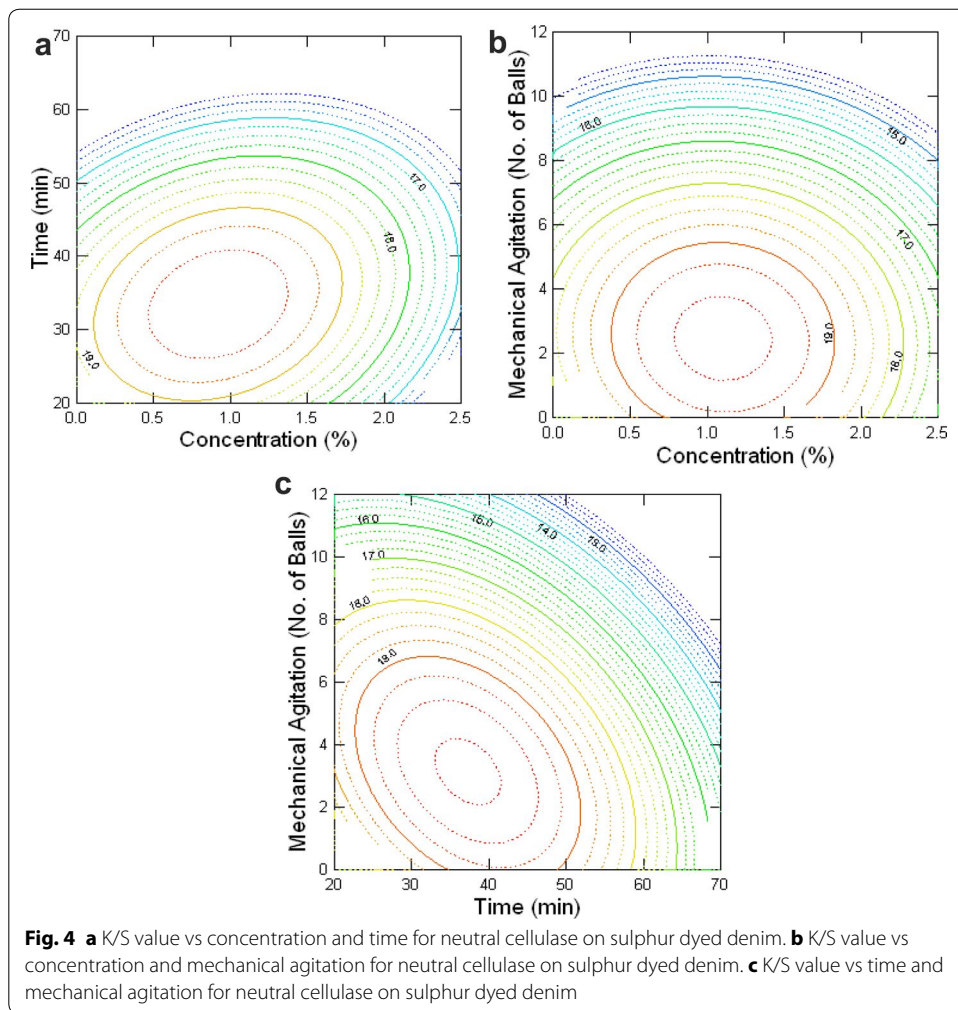 a
70
60
50
40
30
20
Time (min)
17.0
18.0
19.0
0.0 0.5 1.0 1.5 2.0 2.5
Concentration (%)
b
12
10
8
6
4
2
0
Mechanical Agitation (No. of Balls)
16.0
15.0
17.0
19.0
18.0
0.0 0.5 1.0 1.5 2.0 2.5
Concentration (%)
c
12
10
8
6
4
2
0
Mechanical Agitation (No. of Balls)
16.0
15.0
14.0
13.0
17.0
18.0
19.0
20 30 40 50 60 70
Time (min)
Fig. 4 a K/S value vs concentration and time for neutral cellulase on sulphur dyed denim. b K/S value vs
concentration and mechanical agitation for neutral cellulase on sulphur dyed denim. c K/S value vs time and
mechanical agitation for neutral cellulase on sulphur dyed denim